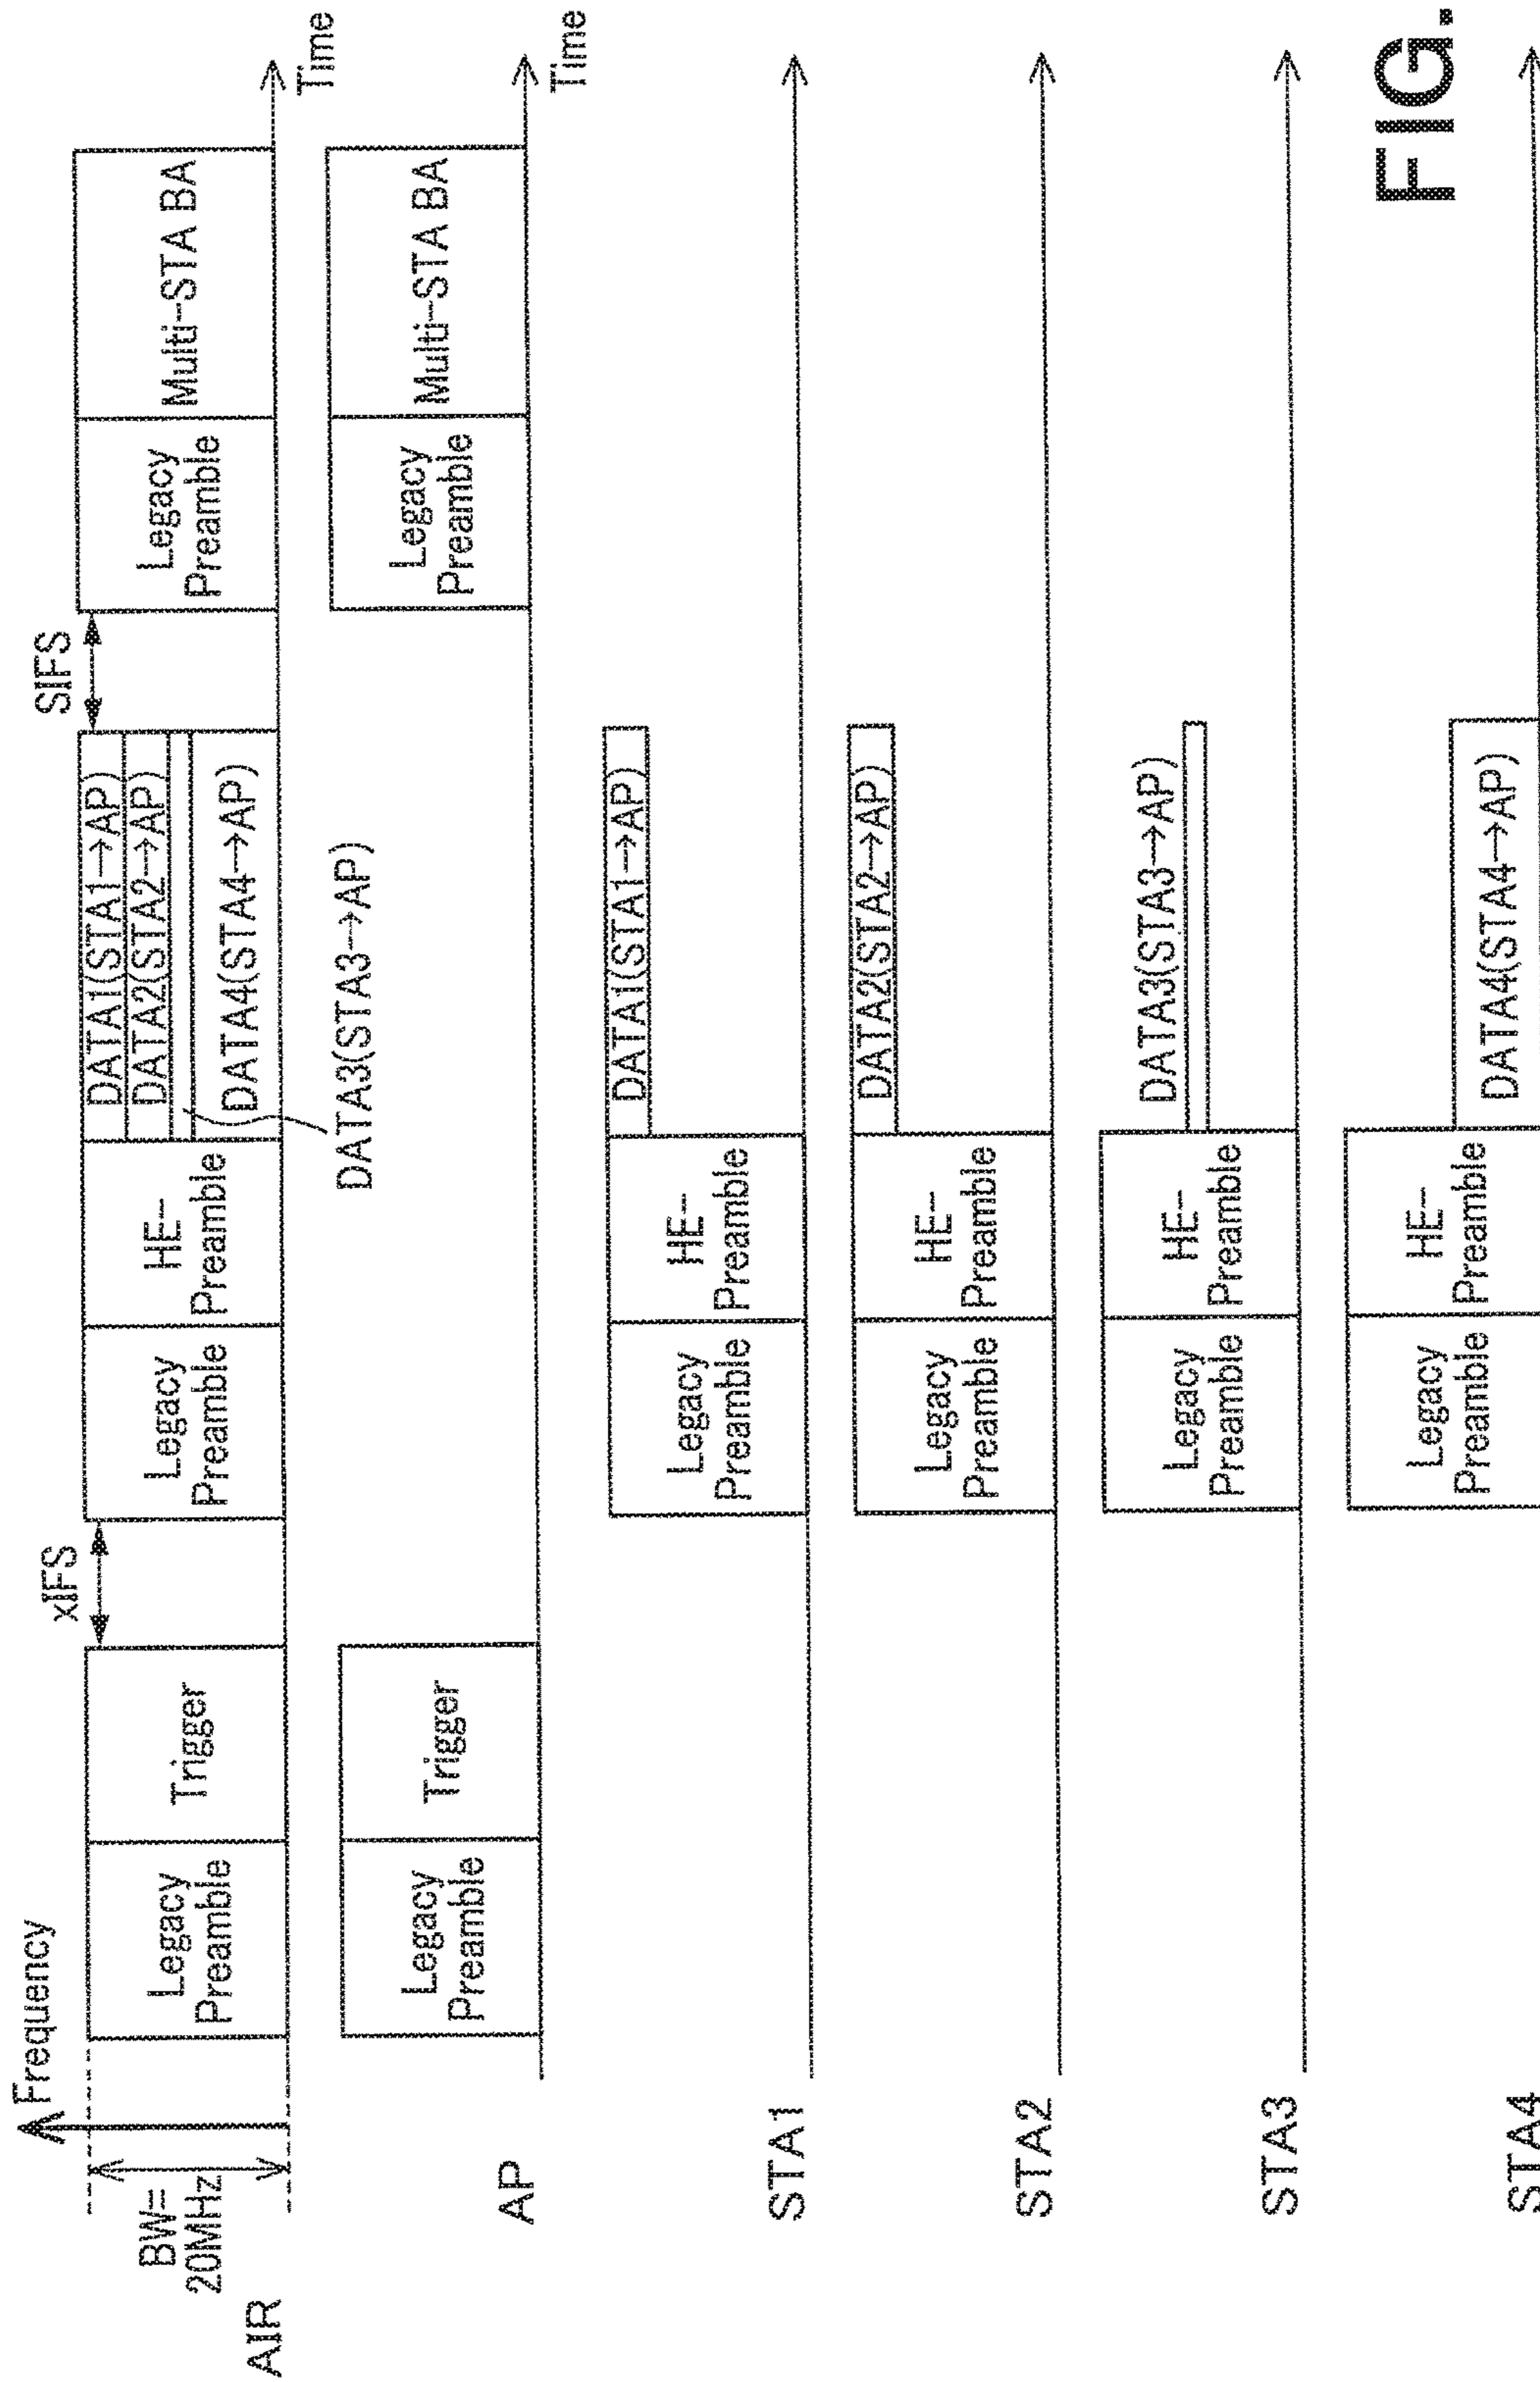 Frequency
BW=
20MHz
AIR
Legacy
Preamble
Trigger
xIFS
Legacy
Preamble
HE-
Preamble
DATA1(STA1→AP)
DATA2(STA2→AP)
DATA4(STA4→AP)
DATA3(STA3→AP)
SIFS
Legacy
Preamble
Multi-STA BA
Time
AP
Legacy
Preamble
Trigger
Legacy
Preamble
Multi-STA BA
Time
STA1
Legacy
Preamble
HE-
Preamble
DATA1(STA1→AP)
STA2
Legacy
Preamble
HE-
Preamble
DATA2(STA2→AP)
STA3
Legacy
Preamble
HE-
Preamble
DATA3(STA3→AP)
STA4
Legacy
Preamble
HE-
Preamble
DATA4(STA4→AP)
FIG.